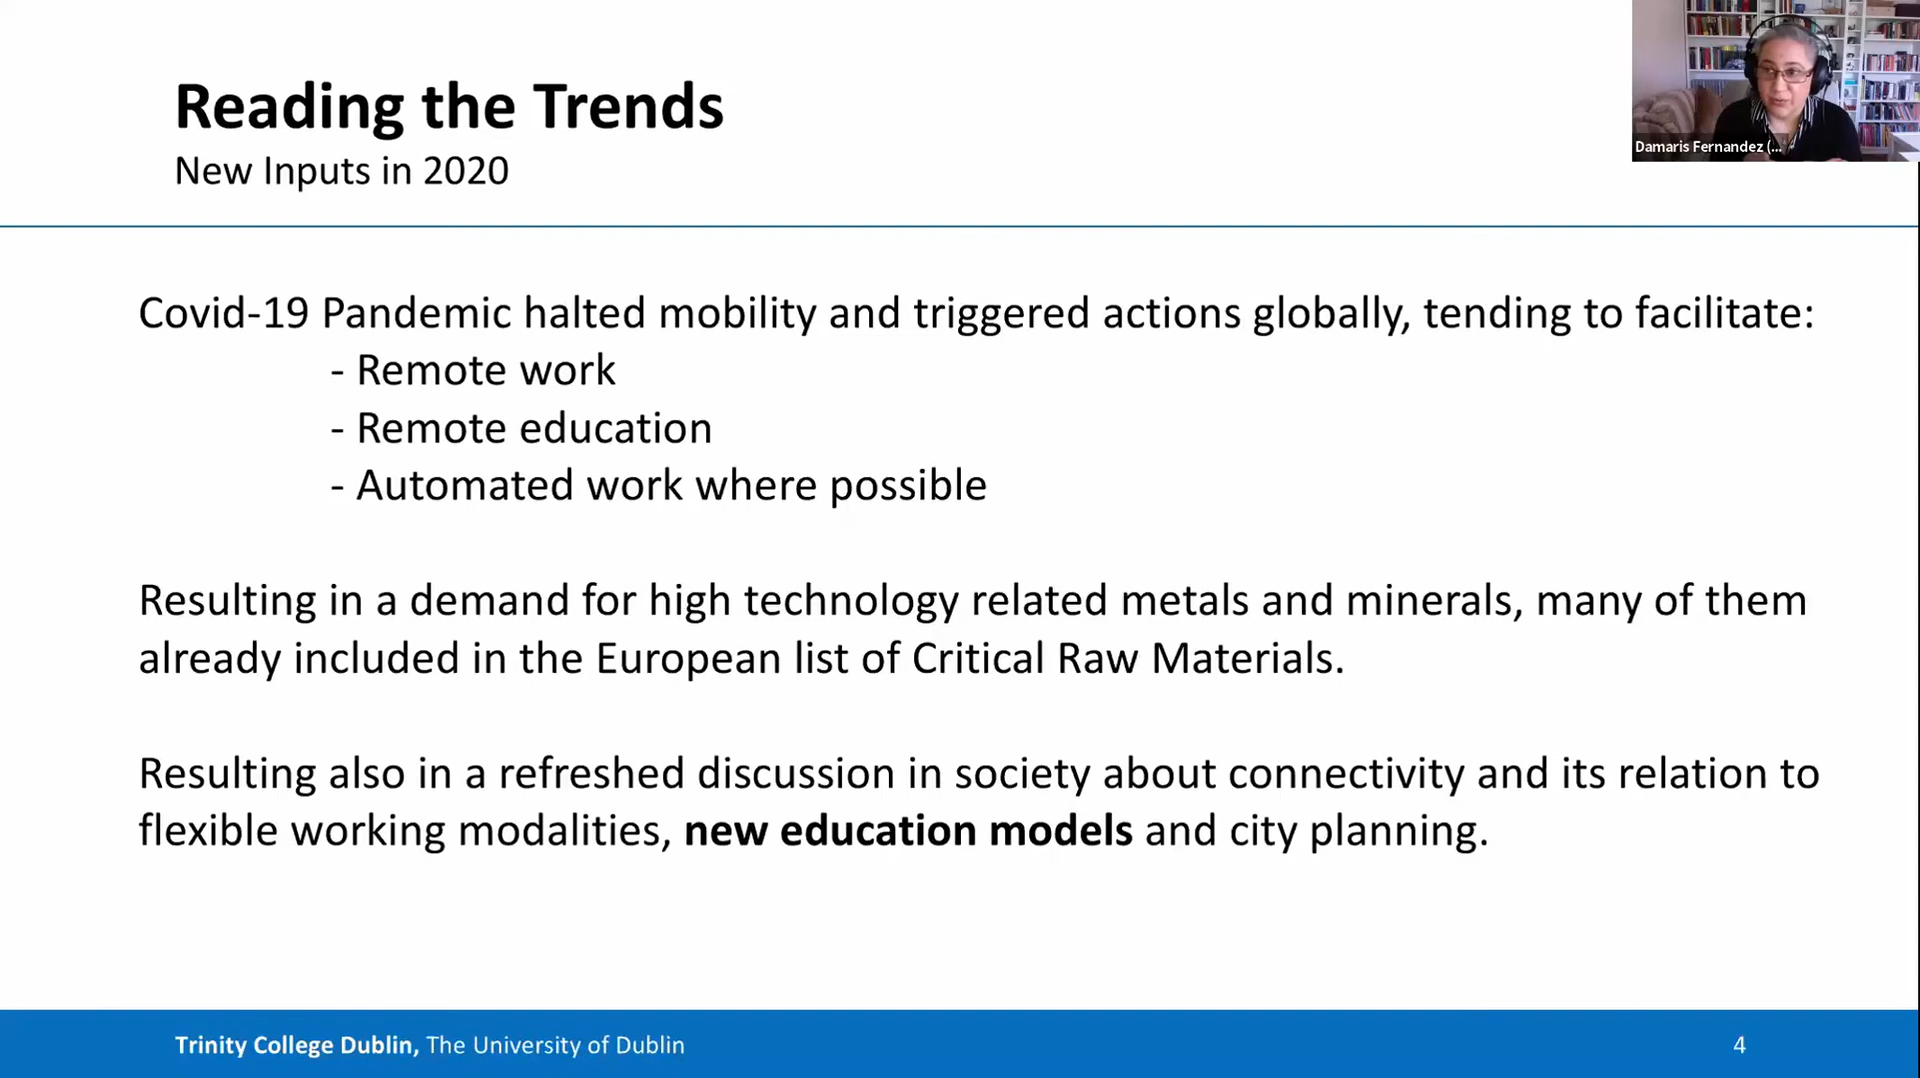 Reading the Trends
New Inputs in 2020
Damaris Fernandez (...
Covid-19 Pandemic halted mobility and triggered actions globally, tending to facilitate:
- Remote work
- Remote education
- Automated work where possible
Resulting in a demand for high technology related metals and minerals, many of them
already included in the European list of Critical Raw Materials.
Resulting also in a refreshed discussion in society about connectivity and its relation to
flexible working modalities, new education models and city planning.
Trinity College Dublin, The University of Dublin
4